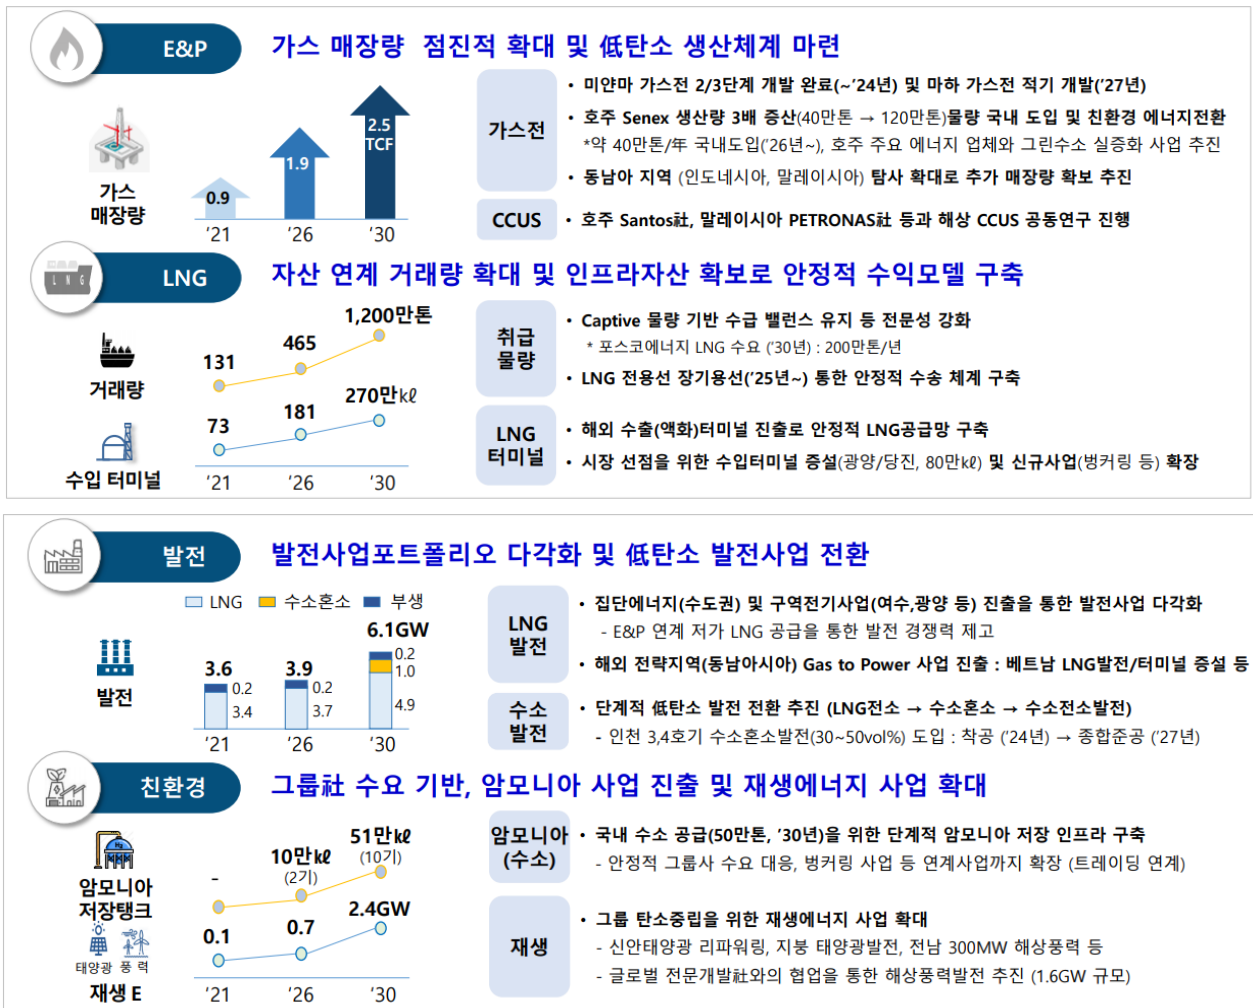 E&P
가스 매장량 점진적 확대 및 低탄소 생산체계 마련
가스
매장량
0.9
1.9
2.5
TCF
'21
'26
'30
가스전
• 미얀마 가스전 2/3단계 개발 완료(~'24년) 및 마하 가스전 적기 개발('27년)
• 호주 Senex 생산량 3배 증산(40만톤 → 120만톤)물량 국내 도입 및 친환경 에너지전환
*약 40만톤/年 국내도입('26년~), 호주 주요 에너지 업체와 그린수소 실증화 사업 추진
• 동남아 지역 (인도네시아, 말레이시아) 탐사 확대로 추가 매장량 확보 추진
CCUS
• 호주 Santos社, 말레이시아 PETRONAS社 등과 해상 CCUS 공동연구 진행
L N G
LNG
자산 연계 거래량 확대 및 인프라자산 확보로 안정적 수익모델 구축
거래량
131
465
1,200만톤
수입 터미널
73
181
270만㎘
'21
'26
'30
취급
물량
• Captive 물량 기반 수급 밸런스 유지 등 전문성 강화
* 포스코에너지 LNG 수요 ('30년) : 200만톤/년
• LNG 전용선 장기용선('25년~) 통한 안정적 수송 체계 구축
LNG
터미널
• 해외 수출(액화)터미널 진출로 안정적 LNG공급망 구축
• 시장 선점을 위한 수입터미널 증설(광양/당진, 80만㎘) 및 신규사업(벙커링 등) 확장
발전
발전사업포트폴리오 다각화 및 低탄소 발전사업 전환
LNG 수소혼소 부생
발전
3.6
0.2
3.4
3.9
0.2
3.7
6.1GW
0.2
1.0
4.9
'21
'26
'30
LNG
발전
• 집단에너지(수도권) 및 구역전기사업(여수,광양 등) 진출을 통한 발전사업 다각화
- E&P 연계 저가 LNG 공급을 통한 발전 경쟁력 제고
• 해외 전략지역(동남아시아) Gas to Power 사업 진출 : 베트남 LNG발전/터미널 증설 등
수소
발전
• 단계적 低탄소 발전 전환 추진 (LNG전소 → 수소혼소 → 수소전소발전)
- 인천 3,4호기 수소혼소발전(30~50vol%) 도입 : 착공 ('24년) → 종합준공 ('27년)
친환경
그룹社 수요 기반, 암모니아 사업 진출 및 재생에너지 사업 확대
H₂
암모니아
저장탱크
-
10만㎘
(2기)
51만㎘
(10기)
태양광 풍 력
재생 E
0.1
0.7
2.4GW
'21
'26
'30
암모니아
(수소)
• 국내 수소 공급(50만톤, '30년)을 위한 단계적 암모니아 저장 인프라 구축
- 안정적 그룹사 수요 대응, 벙커링 사업 등 연계사업까지 확장 (트레이딩 연계)
재생
• 그룹 탄소중립을 위한 재생에너지 사업 확대
- 신안태양광 리파워링, 지붕 태양광발전, 전남 300MW 해상풍력 등
- 글로벌 전문개발社와의 협업을 통한 해상풍력발전 추진 (1.6GW 규모)